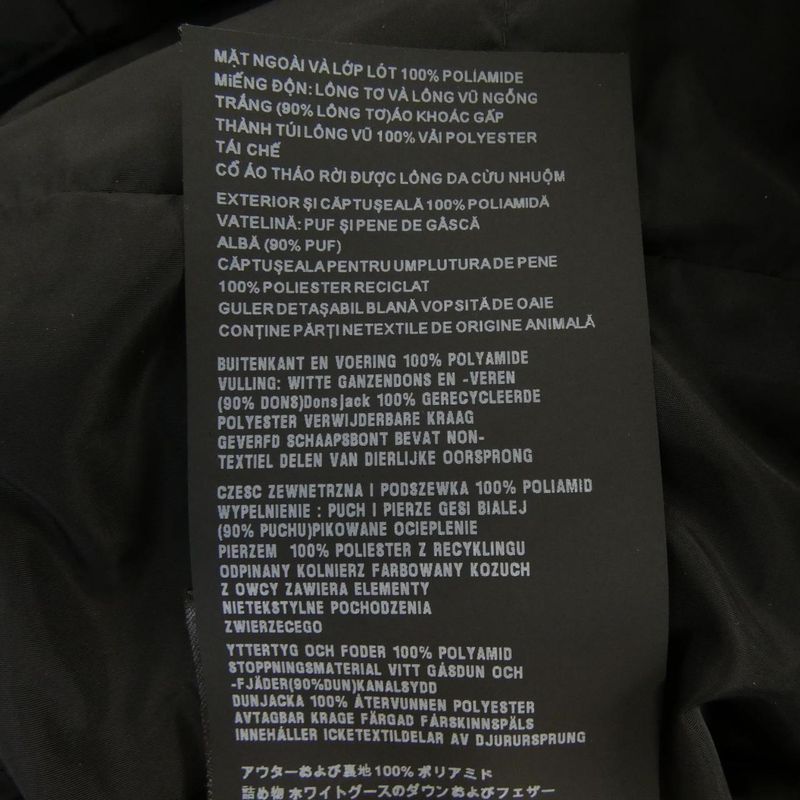 MẶT NGOÀI VÀ LỚP LÓT 100% POLIAMIDE
MIẾNG ĐỘN: LÔNG TƠ VÀ LÔNG VŨ NGỖNG
TRẮNG (90% LÔNG TƠ)ÁO KHOÁC GẤP
THÀNH TÚI LÔNG VŨ 100% VẢI POLYESTER
TÁI CHẾ
CỔ ÁO THÁO RỜI ĐƯỢC LÔNG DA CỪU NHUỘM
EXTERIOR ȘI CĂPTUȘEALĂ 100% POLIAMIDĂ
VATELINĂ: PUF ȘI PENE DE GÂSCĂ
ALBĂ (90% PUF)
CĂPTUȘEALA PENTRU UMPLUTURA DE PENE
100% POLIESTER RECICLAT
GULER DETAȘABIL BLANĂ VOPSITĂ DE OAIE
CONȚINE PĂRȚI NETEXTILE DE ORIGINE ANIMALĂ
BUITENKANT EN VOERING 100% POLYAMIDE
VULLING: WITTE GANZENDONS EN -VEREN
(90% DONS)Donsjack 100% GERECYCLEERDE
POLYESTER VERWIJDERBARE KRAAG
GEVERFD SCHAAPSBONT BEVAT NON-
TEXTIEL DELEN VAN DIERLIJKE OORSPRONG
CZESC ZEWNETRZNA I PODSZEWKA 100% POLIAMID
WYPELNIENIE : PUCH I PIERZE GESI BIALEJ
(90% PUCHU)PIKOWANE OCIEPLENIE
PIERZEM 100% POLIESTER Z RECYKLINGU
ODPINANY KOLNIERZ FARBOWANY KOZUCH
Z OWCY ZAWIERA ELEMENTY
NIETEKSTYLNE POCHODZENIA
ZWIERZECEGO
YTTERTYG OCH FODER 100% POLYAMID
STOPPNINGSMATERIAL VITT GÅSDUN OCH
-FJÄDER(90%DUN)KANALSYDD
DUNJACKA 100% ÅTERVUNNEN POLYESTER
AVTAGBAR KRAGE FÄRGAD FÅRSKINNSPÄLS
INNEHÅLLER ICKETEXTILDELAR AV DJURURSPRUNG
アウターおよび裏地100% ポリアミド
詰め物 ホワイトグースのダウンおよびフェザー